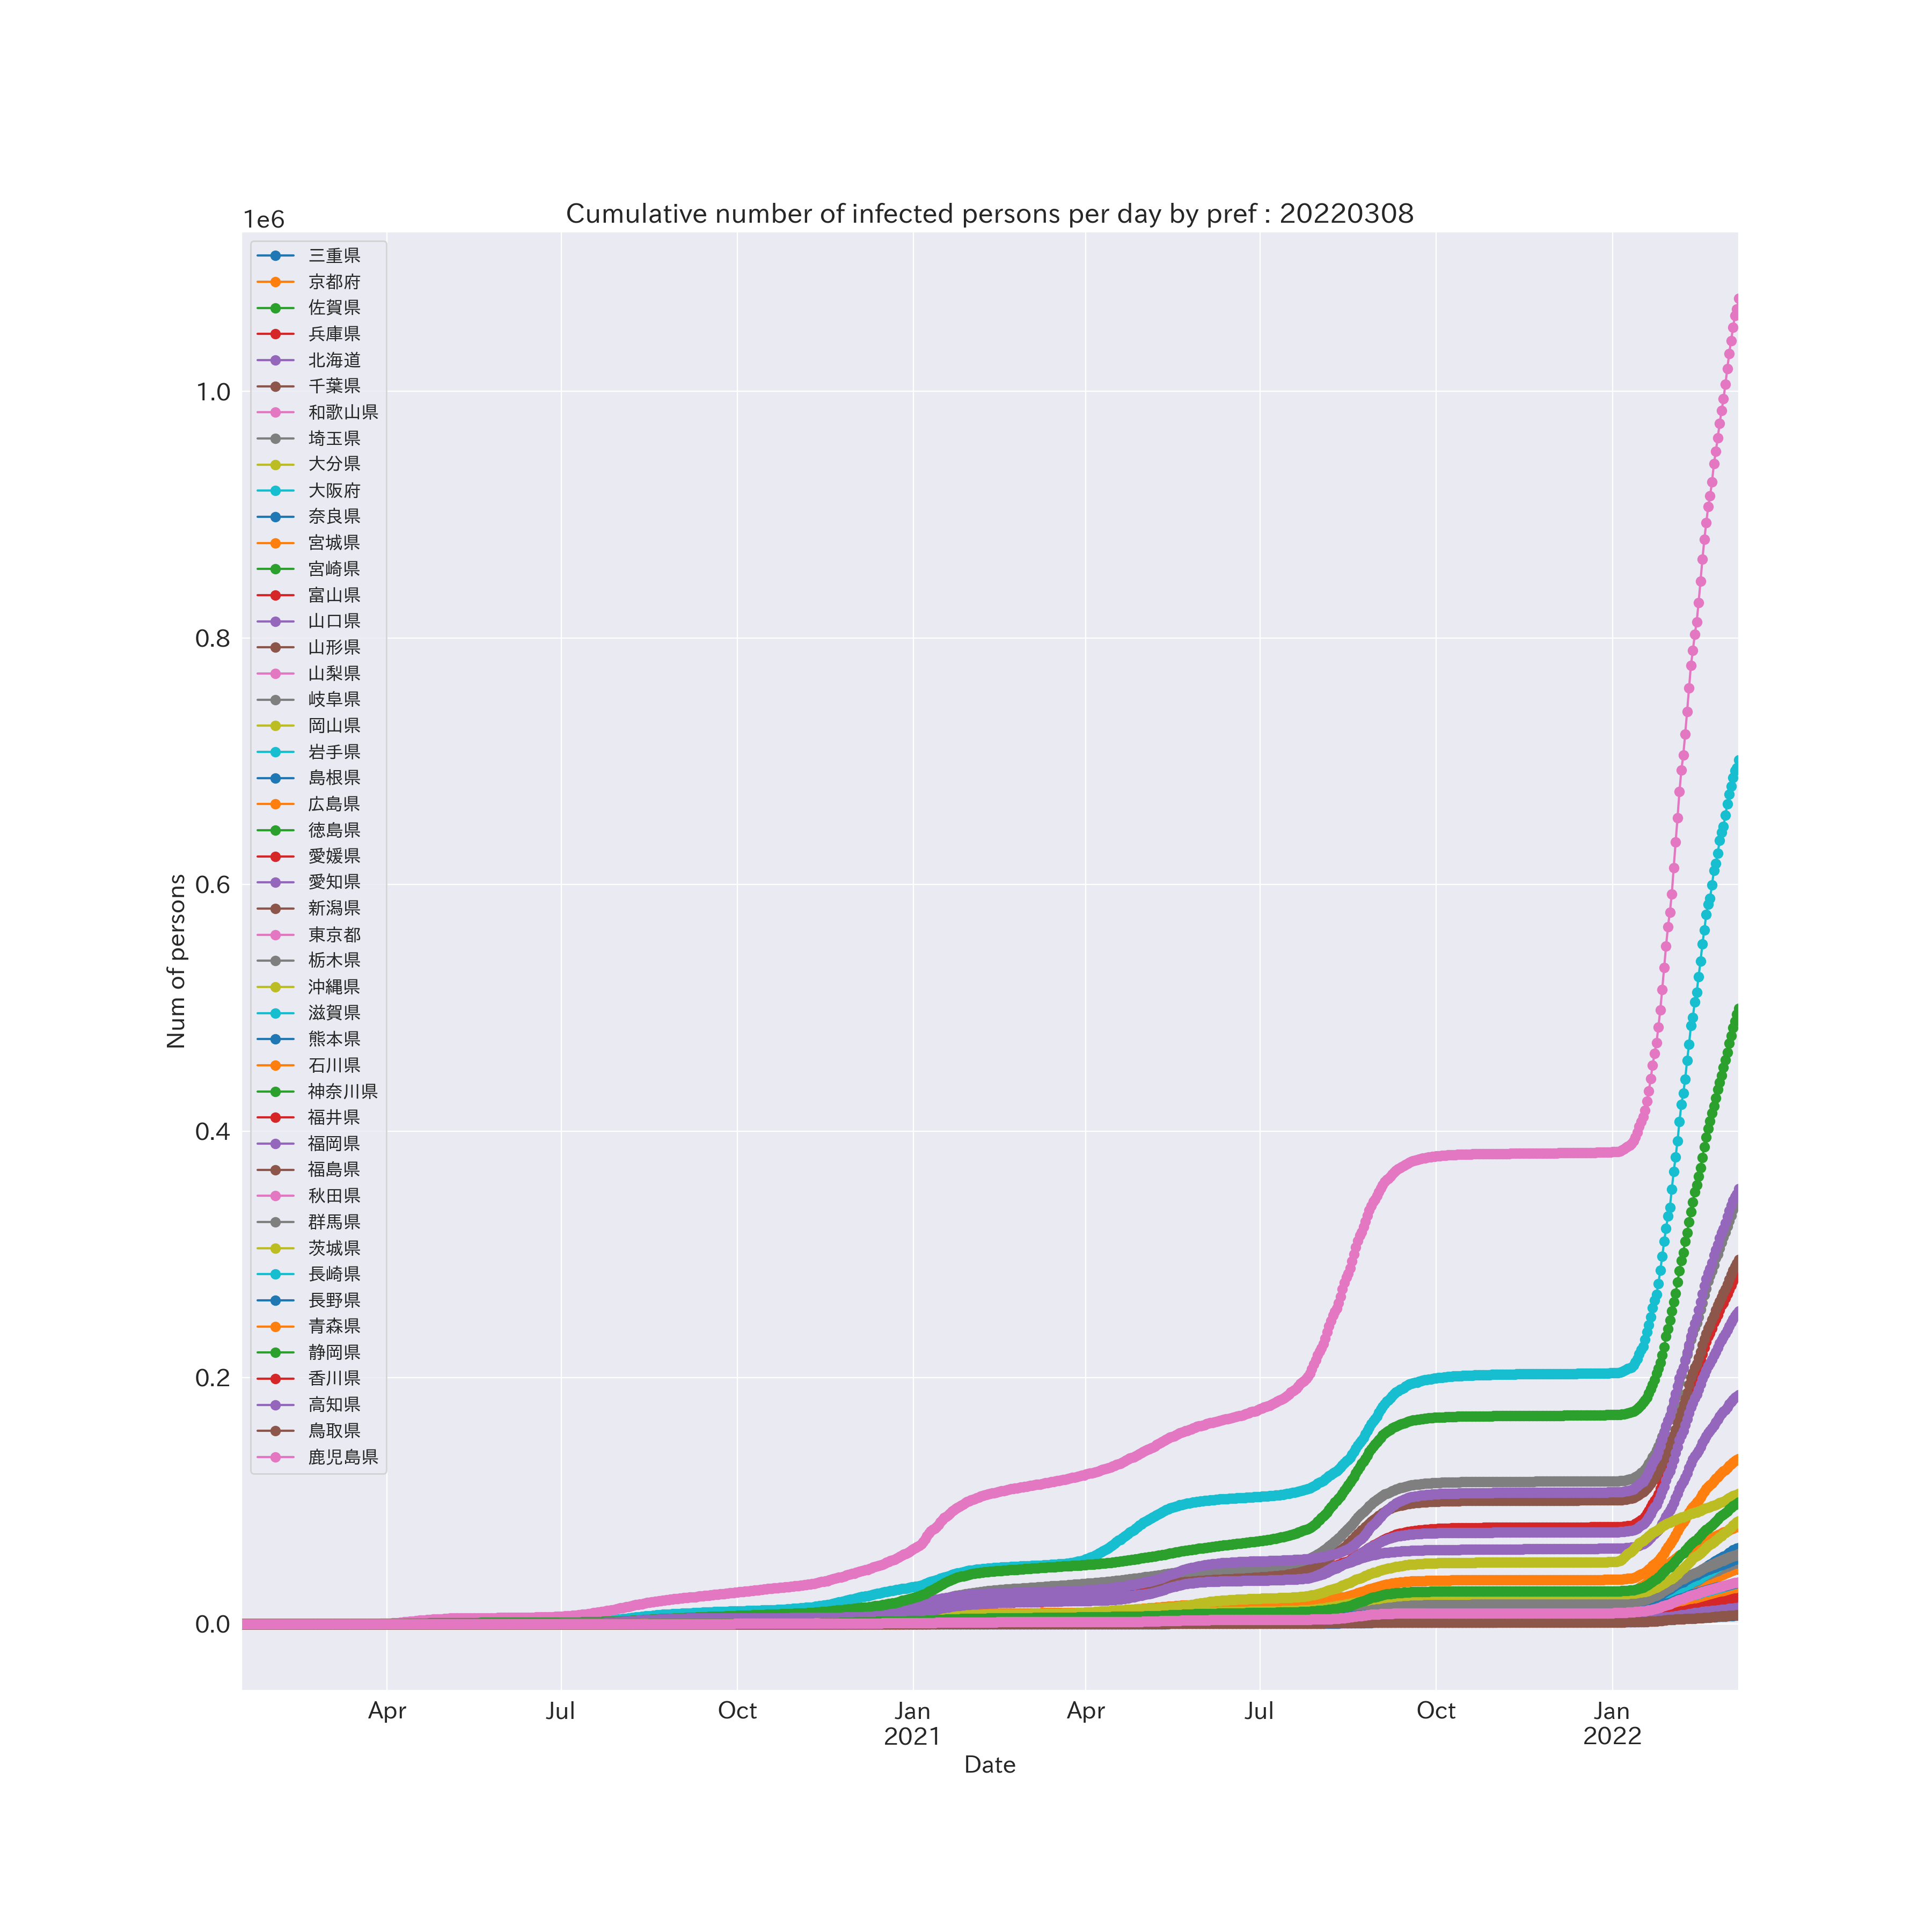 Cumulative number of infected persons per day by pref : 20220308
1e6
三重県
京都府
佐賀県
兵庫県
北海道
千葉県
和歌山県
埼玉県
大分県
大阪府
奈良県
宮城県
宮崎県
富山県
山口県
山形県
山梨県
岐阜県
岡山県
岩手県
島根県
広島県
徳島県
愛媛県
愛知県
新潟県
東京都
栃木県
沖縄県
滋賀県
熊本県
石川県
神奈川県
福井県
福岡県
福島県
秋田県
群馬県
茨城県
長崎県
長野県
青森県
静岡県
香川県
高知県
鳥取県
鹿児島県
1.0
0.8
0.6
0.4
0.2
0.0
Num of persons
Apr Jul Oct Jan Apr Jul Oct Jan
2021 2022
Date